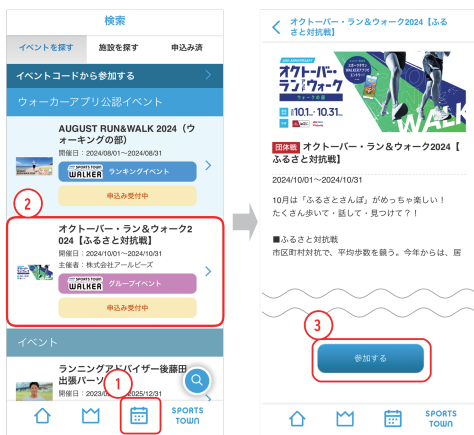 検索
イベントを探す
施設を探す
申込み済
イベントコードから参加する
ウォーカーアプリ公認イベント
AUGUST RUN&WALK 2024（ウ
ォーキングの部）
開催日：2024/08/01〜2024/08/31
SPORTS TOWN
WALKER
ランキングイベント
申込み受付中
2
オクトーバー・ラン&ウォーク2
024【ふるさと対抗戦】
開催日：2024/10/01〜2024/10/31
主催者：株式会社アールビーズ
SPORTS TOWN
WALKER
グループイベント
申込み受付中
イベント
ランニングアドバイザー後藤田
出張パーソ
1
SPORTS
TOWN
オクトーバー・ラン&ウォーク2024【ふる
さと対抗戦】
オクトーバー・
ラン&ウォーク
ウォークの部
10.1-10.31
WALK
団体戦 オクトーバー・ラン&ウォーク2024【
ふるさと対抗戦】
2024/10/01〜2024/10/31
10月は「ふるさとさんぽ」がめっちゃ楽しい！
たくさん歩いて・話して・見つけて？！
■ふるさと対抗戦
市区町村対抗で、平均歩数を競う。今年からは、居
3
参加する
SPORTS
TOWN